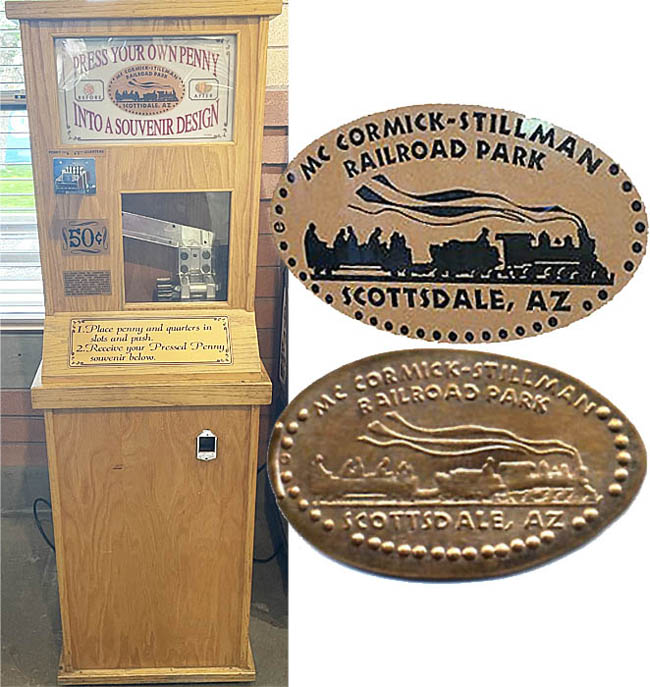 PRESS YOUR OWN PENNY
MC CORMICK-STILLMAN
RAILROAD PARK
BEFORE
AFTER
SCOTTSDALE, AZ
INTO A SOUVENIR DESIGN
50¢
1. Place penny and quarters in
slots and push.
2. Receive your Pressed Penny
souvenir below.
MC CORMICK-STILLMAN
RAILROAD PARK
SCOTTSDALE, AZ
MC CORMICK-STILLMAN
RAILROAD PARK
SCOTTSDALE, AZ